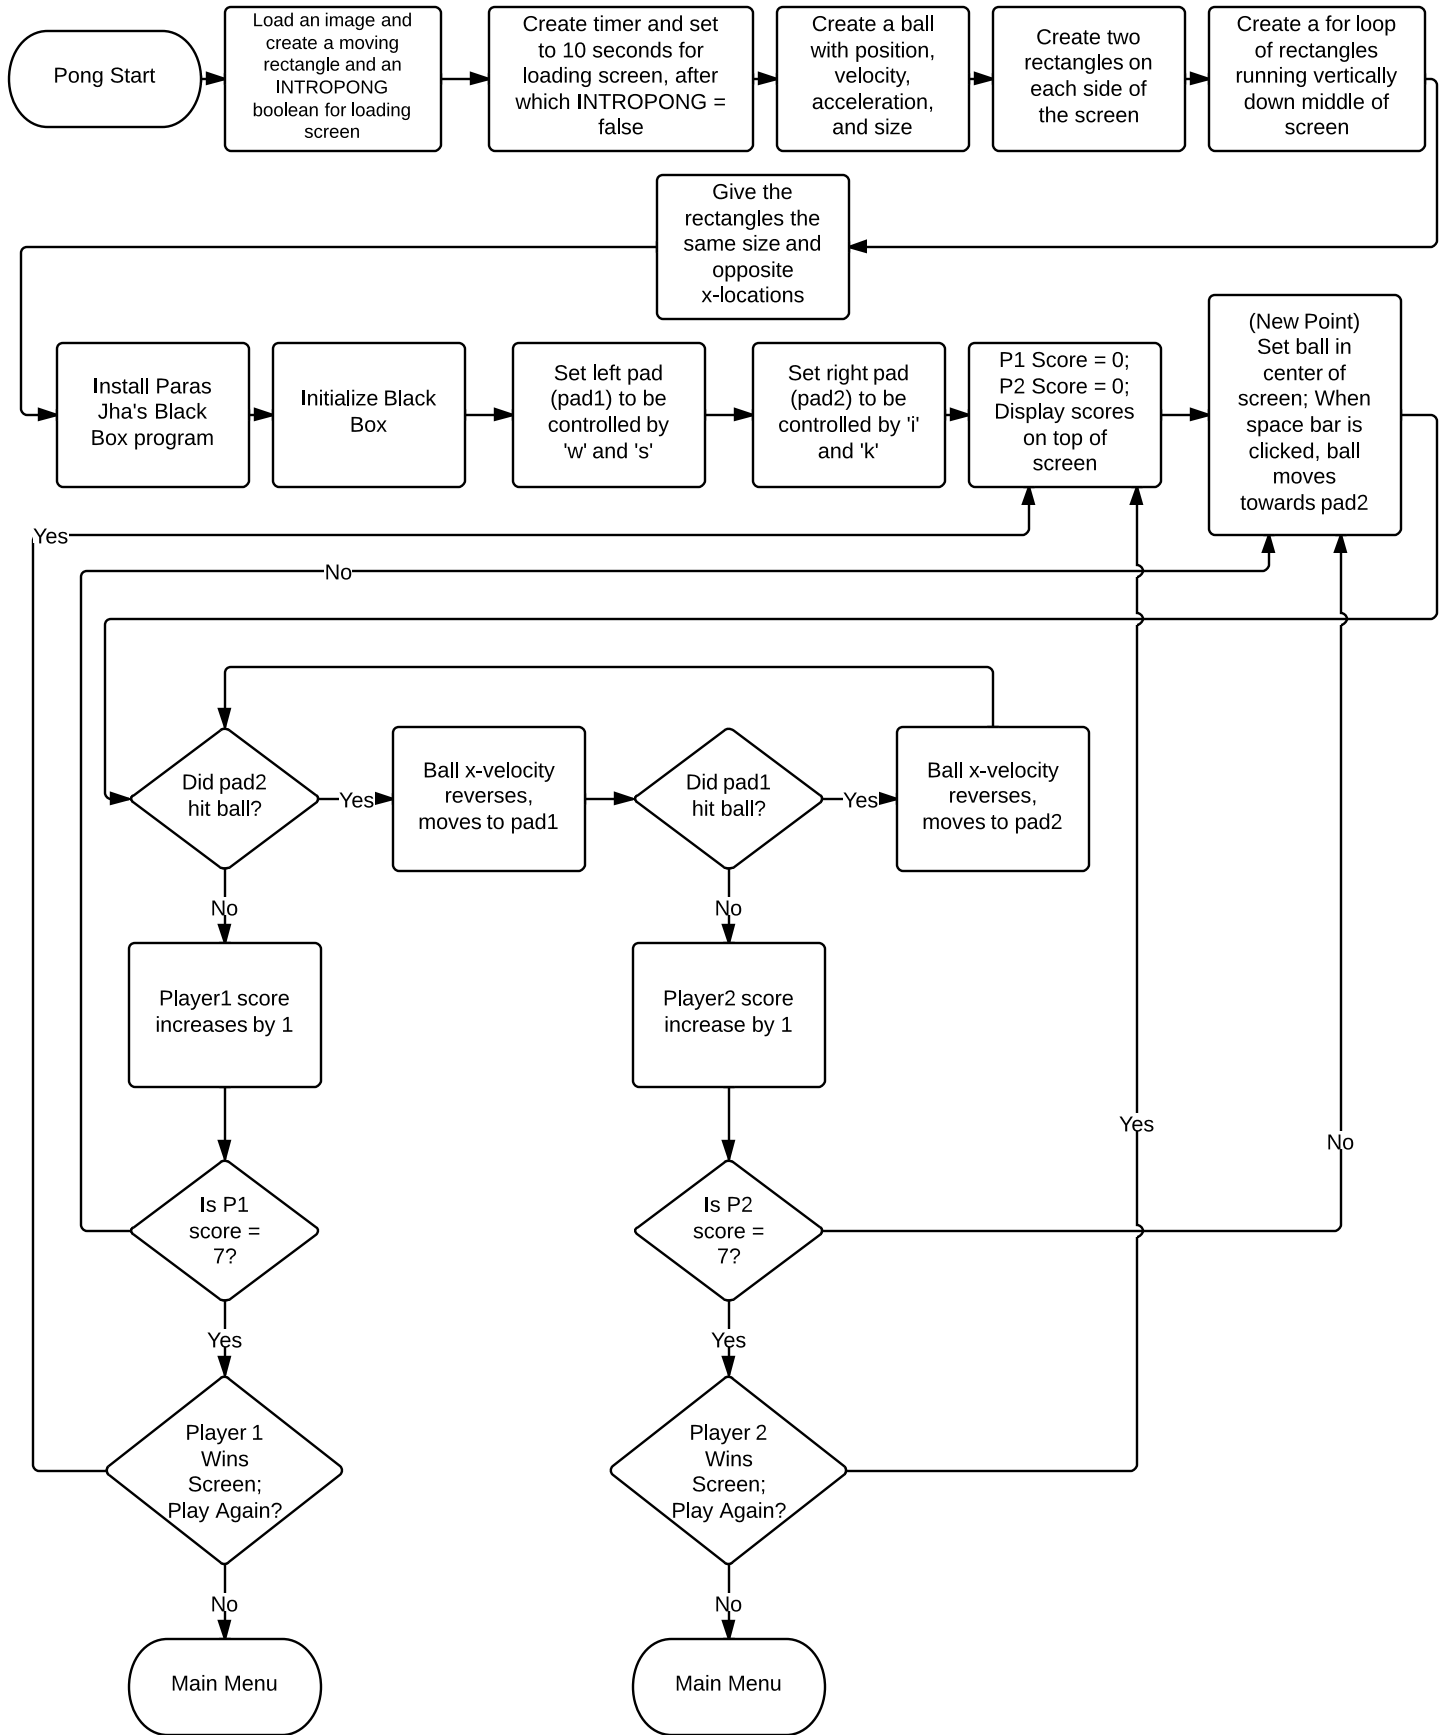 Pong Start
Load an image and
create a moving
rectangle and an
INTROPONG
boolean for loading
screen
Create timer and set
to 10 seconds for
loading screen, after
which INTROPONG =
false
Create a ball
with position,
velocity,
acceleration,
and size
Create two
rectangles on
each side of
the screen
Create a for loop
of rectangles
running vertically
down middle of
screen
Give the
rectangles the
same size and
opposite
x-locations
Install Paras
Jha's Black
Box program
Initialize Black
Box
Set left pad
(pad1) to be
controlled by
'w' and 's'
Set right pad
(pad2) to be
controlled by 'i'
and 'k'
P1 Score = 0;
P2 Score = 0;
Display scores
on top of
screen
(New Point)
Set ball in
center of
screen; When
space bar is
clicked, ball
moves
towards pad2
Yes
No
Did pad2
hit ball?
Yes
Ball x-velocity
reverses,
moves to pad1
Did pad1
hit ball?
Yes
Ball x-velocity
reverses,
moves to pad2
No
No
Player1 score
increases by 1
Player2 score
increase by 1
Yes
No
Is P1
score =
7?
Is P2
score =
7?
Yes
Yes
Player 1
Wins
Screen;
Play Again?
Player 2
Wins
Screen;
Play Again?
No
No
Main Menu
Main Menu